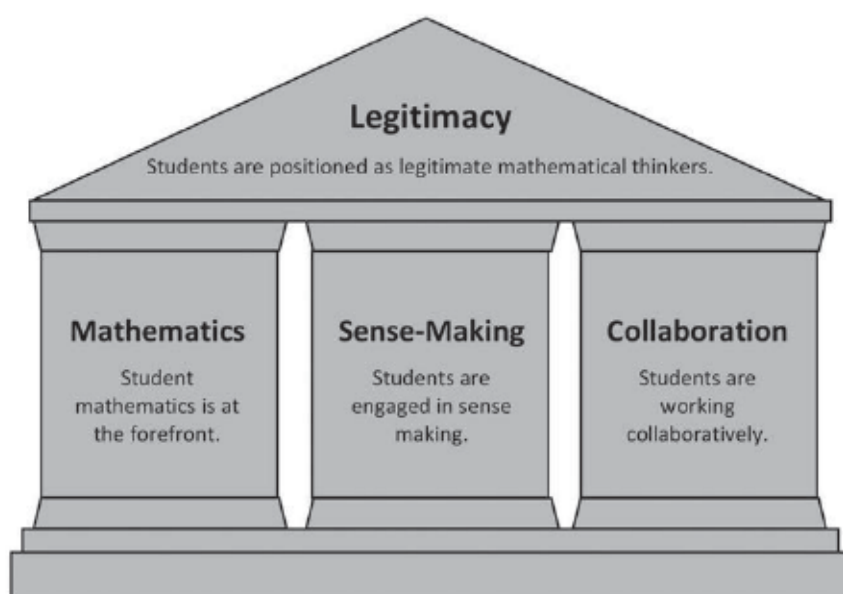 Legitimacy
Students are positioned as legitimate mathematical thinkers.
Mathematics
Student
mathematics is at
the forefront.
Sense-Making
Students are
engaged in sense
making.
Collaboration
Students are
working
collaboratively.